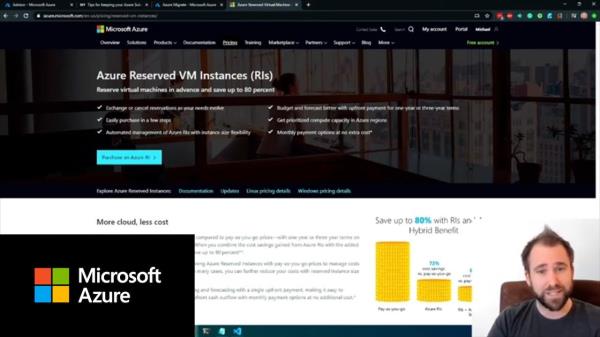 Advisor - Microsoft Azure
Tips for keeping your Azure Sol
Azure Migrate - Microsoft Azure
Azure Reserved Virtual Machine
azure.microsoft.com/en-us/pricing/reserved-vm-instances/
Microsoft Azure
Contact Sales
Search
My account
Portal
Michael
Overview Solutions Products Documentation Pricing Training Marketplace Partners Support Blog More
Free account
Azure Reserved VM Instances (RIs)
Reserve virtual machines in advance and save up to 80 percent
Exchange or cancel reservations as your needs evolve
Budget and forecast better with upfront payment for one-year or three-year terms
Easily purchase in a few steps
Get prioritized compute capacity in Azure regions
Automated management of Azure RIs with instance size flexibility
Monthly payment options at no extra cost*
Purchase an Azure RI
Explore Azure Reserved Instances: Documentation Updates Linux pricing details Windows pricing details
More cloud, less cost
compared to pay-as-you-go prices—with one year or three year terms on
When you combine the cost savings gained from Azure RIs with the added
up to 80 percent**.
Azure Reserved Instances with pay-as-you-go prices to manage costs
many cases, you can further reduce your costs with reserved instance size
and forecasting with a single upfront payment, making it easy to
upfront cash outflow with monthly payment options at no additional cost.*
Save up to 80% with RIs an
Hybrid Benefit
72%
cost savings
vs. pay-as-you-go
80%
cost
vs. pay
Pay-as-you-go
Azure RIs
RIs + A
Microsoft
Azure